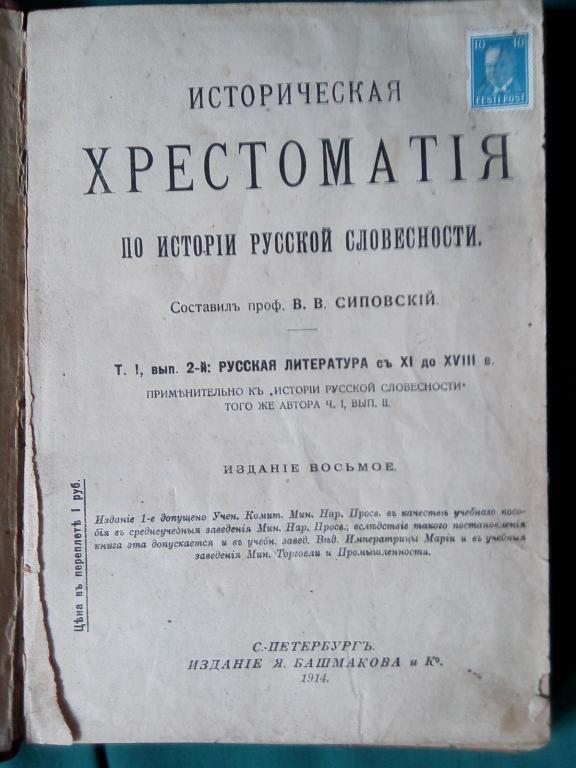 10 10
EESTI POST
ИСТОРИЧЕСКАЯ
ХРЕСТОМАТІЯ
ПО ИСТОРІИ РУССКОЙ СЛОВЕСНОСТИ.
Составилъ проф. В. В. СИПОВСКІЙ.
Т. I, вып. 2-й: РУССКАЯ ЛИТЕРАТУРА съ XI до XVIII в.
ПРИМѢНИТЕЛЬНО КЪ „ИСТОРІИ РУССКОЙ СЛОВЕСНОСТИ"
ТОГО ЖЕ АВТОРА Ч. I, ВЫП. II.
ИЗДАНІЕ ВОСЬМОЕ.
Цѣна въ переплетѣ 1 руб.
Изданіе 1-е допущено Учен. Комит. Мин. Нар. Просв. въ качествѣ учебнаго посо-
бія въ среднеучебныя заведенія Мин. Нар. Просв.; вслѣдствіе такого постановленія
книга эта допускается и въ учебн. завед. Вѣд. Императрицы Маріи и въ учебныя
заведенія Мин. Торговли и Промышленности.
С.-ПЕТЕРБУРГЪ.
ИЗДАНІЕ Я. БАШМАКОВА и Ко.
1914.